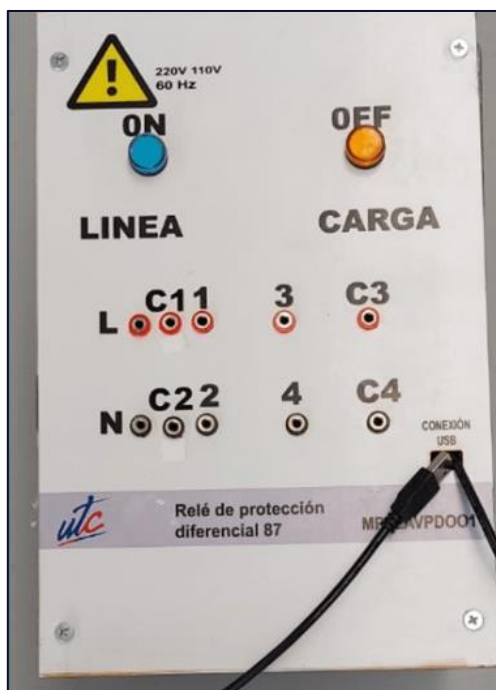 220V 110V
60 Hz
ON OFF
LINEA CARGA
C1 1 3 C3
L
C2 2 4 C4
N
CONEXIÓN
USB
utc
Relé de protección
diferencial 87